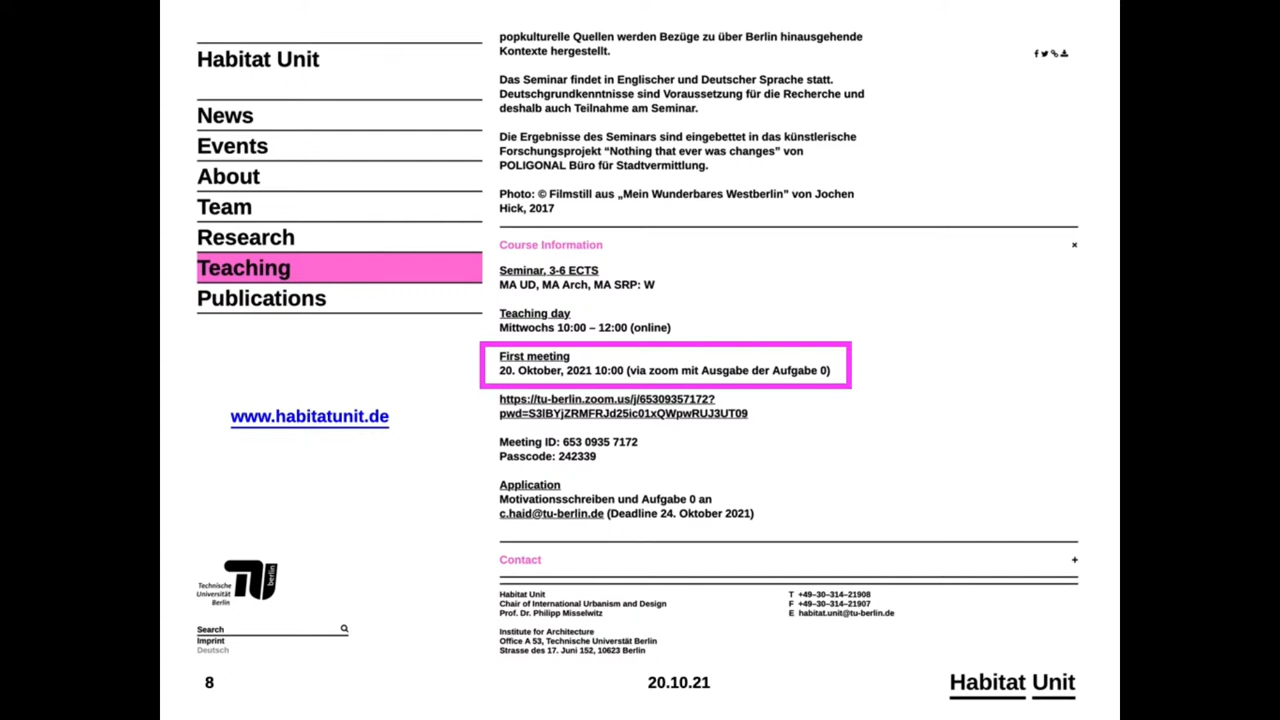 Habitat Unit
News
Events
About
Team
Research
Teaching
Publications
www.habitatunit.de
Technische
Universität
Berlin
berlin
Search
Imprint
Deutsch
popkulturelle Quellen werden Bezüge zu über Berlin hinausgehende
Kontexte hergestellt.
Das Seminar findet in Englischer und Deutscher Sprache statt.
Deutschgrundkenntnisse sind Voraussetzung für die Recherche und
deshalb auch Teilnahme am Seminar.
Die Ergebnisse des Seminars sind eingebettet in das künstlerische
Forschungsprojekt “Nothing that ever was changes” von
POLIGONAL Büro für Stadtvermittlung.
Photo: © Filmstill aus „Mein Wunderbares Westberlin” von Jochen
Hick, 2017
Course Information ×
Seminar, 3-6 ECTS
MA UD, MA Arch, MA SRP: W
Teaching day
Mittwochs 10:00 – 12:00 (online)
First meeting
20. Oktober, 2021 10:00 (via zoom mit Ausgabe der Aufgabe 0)
https://tu-berlin.zoom.us/j/65309357172?
pwd=S3lBYjZRMFRJd25ic01xQWpwRUJ3UT09
Meeting ID: 653 0935 7172
Passcode: 242339
Application
Motivationsschreiben und Aufgabe 0 an
c.haid@tu-berlin.de (Deadline 24. Oktober 2021)
Contact +
Habitat Unit
Chair of International Urbanism and Design
Prof. Dr. Philipp Misselwitz
Institute for Architecture
Office A 53, Technische Universtät Berlin
Strasse des 17. Juni 152, 10623 Berlin
T +49–30–314–21908
F +49–30–314–21907
E habitat.unit@tu-berlin.de
8
20.10.21
Habitat Unit